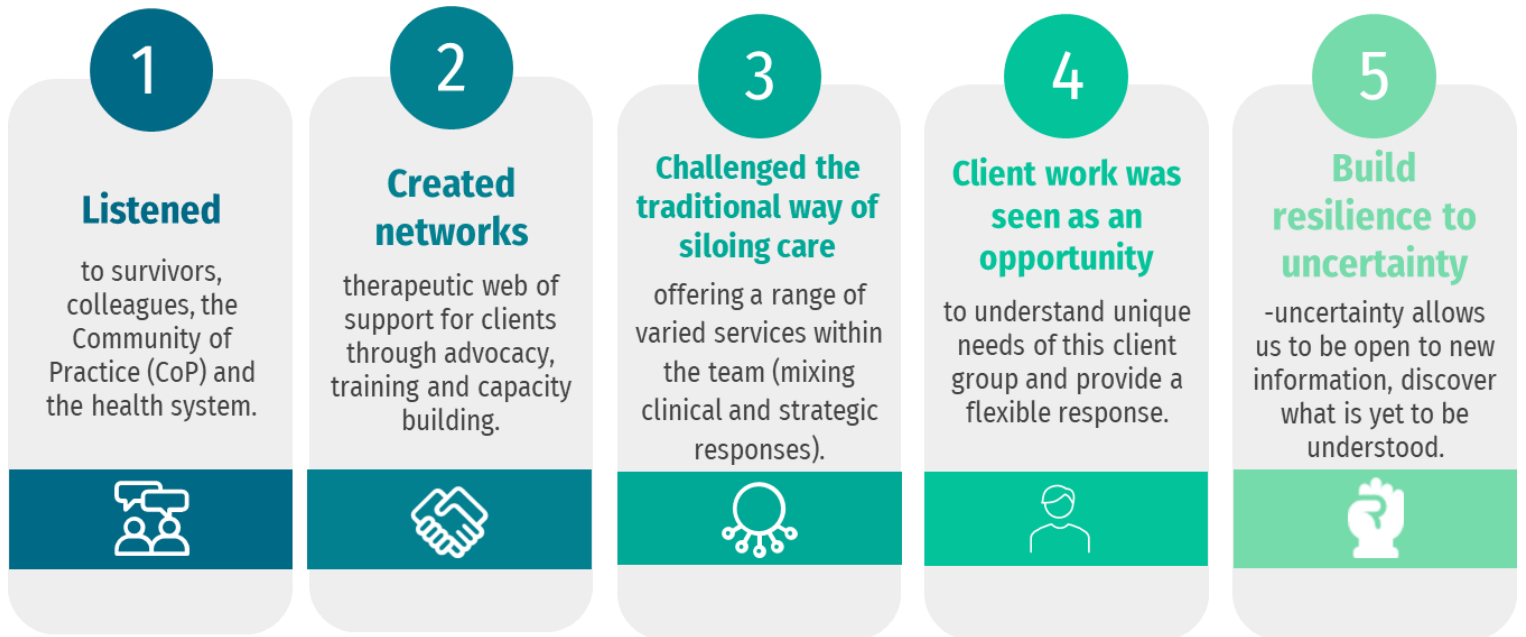 1
Listened
to survivors,
colleagues, the
Community of
Practice (CoP) and
the health system.
2
Created
networks
therapeutic web of
support for clients
through advocacy,
training and capacity
building.
3
Challenged the
traditional way of
siloing care
offering a range of
varied services within
the team (mixing
clinical and strategic
responses).
4
Client work was
seen as an
opportunity
to understand unique
needs of this client
group and provide a
flexible response.
5
Build
resilience to
uncertainty
-uncertainty allows
us to be open to new
information, discover
what is yet to be
understood.